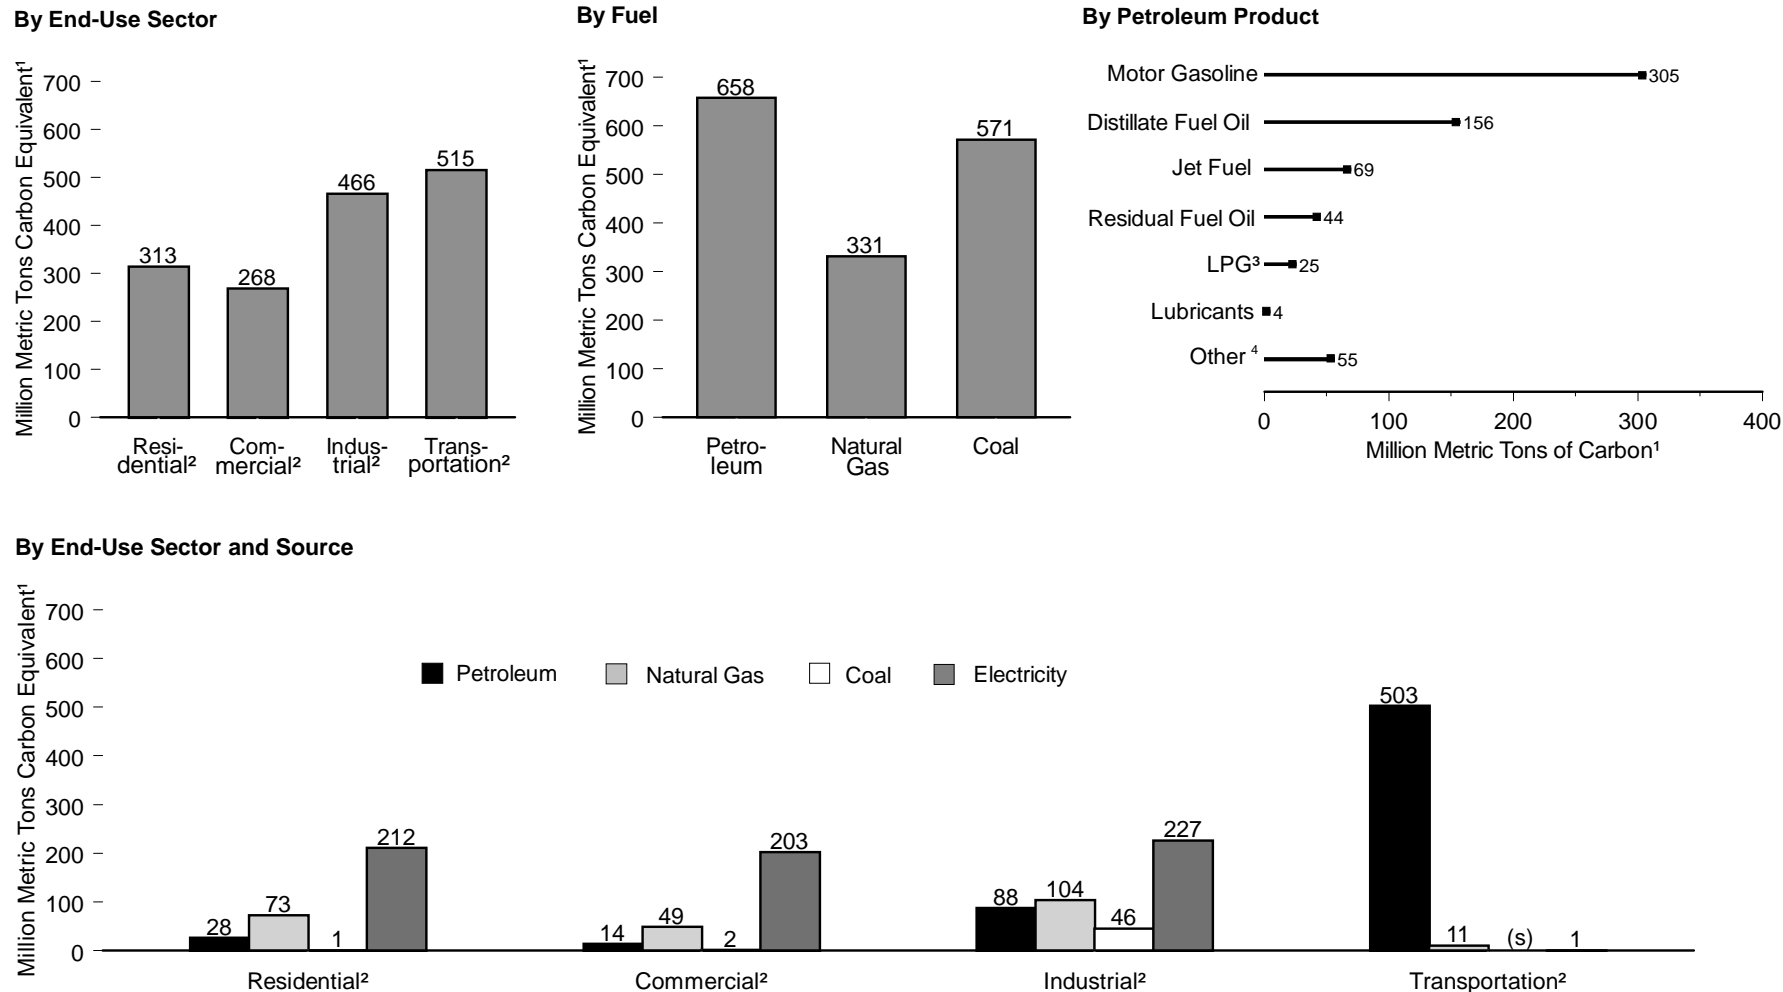 By End-Use Sector
Million Metric Tons Carbon Equivalent¹
700
600
500
400
300
200
100
0
313
268
466
515
Resi-
dential²
Com-
mercial²
Indus-
trial²
Trans-
portation²
By Fuel
Million Metric Tons Carbon Equivalent¹
700
600
500
400
300
200
100
0
658
331
571
Petro-
leum
Natural
Gas
Coal
By Petroleum Product
Motor Gasoline 305
Distillate Fuel Oil 156
Jet Fuel 69
Residual Fuel Oil 44
LPG³ 25
Lubricants 4
Other ⁴ 55
0 100 200 300 400
Million Metric Tons of Carbon¹
By End-Use Sector and Source
Million Metric Tons Carbon Equivalent¹
700
600
500
400
300
200
100
0
Petroleum Natural Gas Coal Electricity
28 73 1 212
14 49 2 203
88 104 46 227
503 11 (s) 1
Residential² Commercial² Industrial² Transportation²